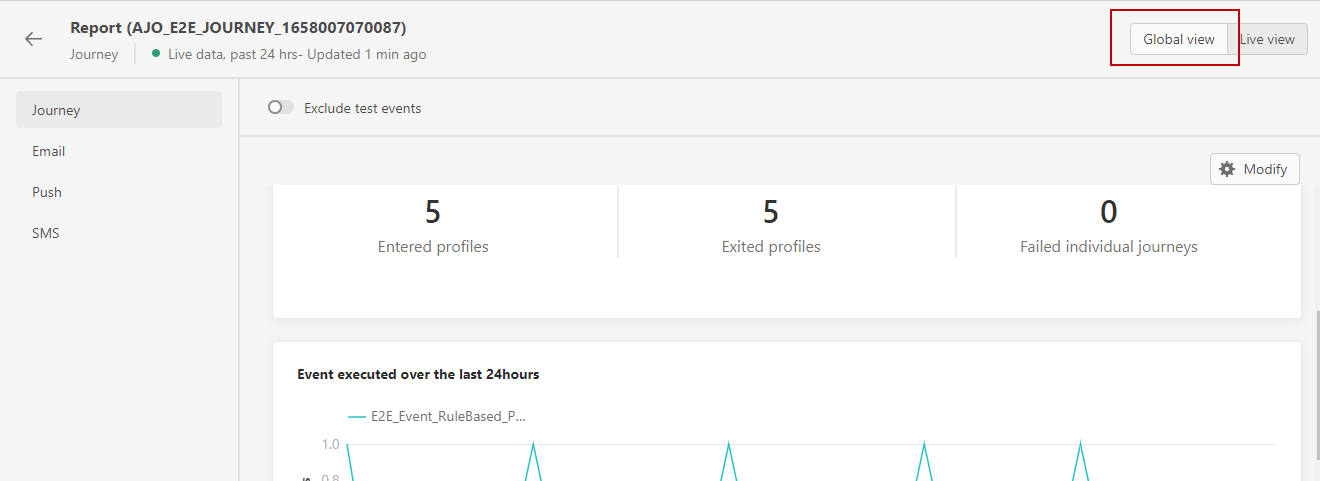 Report (AJO_E2E_JOURNEY_1658007070087)
Journey
Live data, past 24 hrs- Updated 1 min ago
Global view
Live view
Journey
Email
Push
SMS
Exclude test events
Modify
5
Entered profiles
5
Exited profiles
0
Failed individual journeys
Event executed over the last 24hours
E2E_Event_RuleBased_P...
1.0
0.8